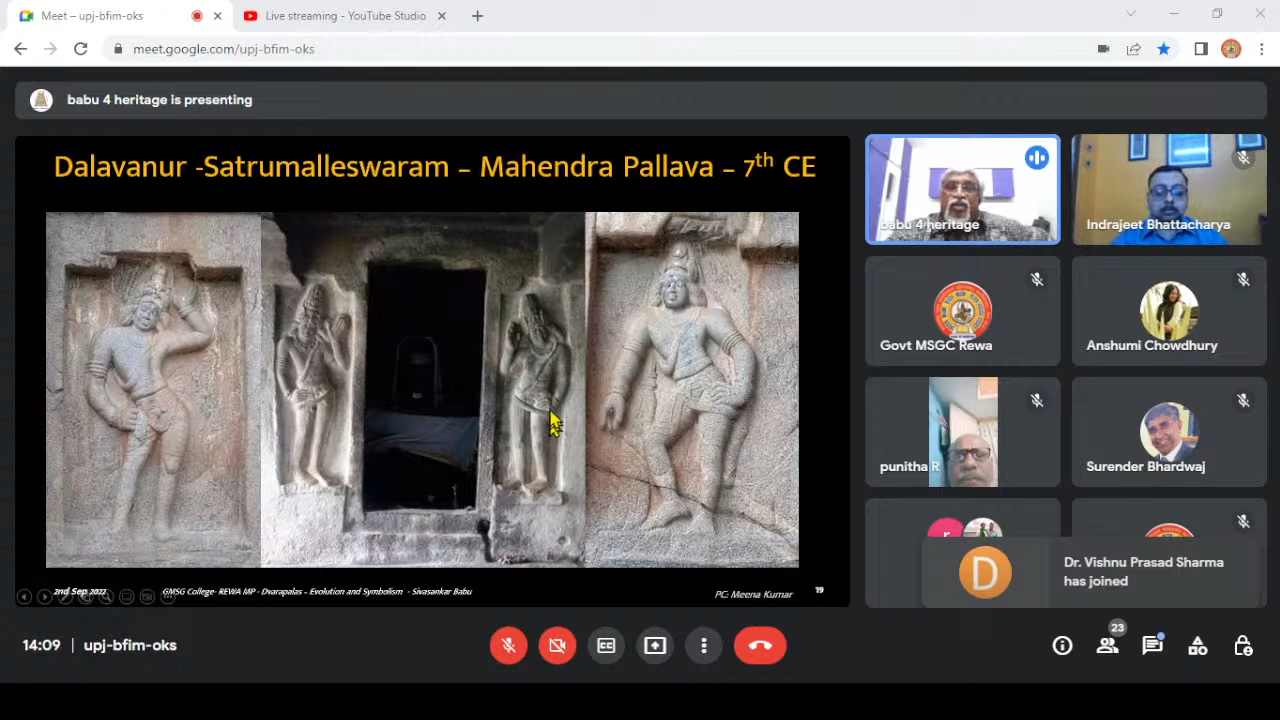 Meet – upj-bfim-oks
Live streaming - YouTube Studio
meet.google.com/upj-bfim-oks
babu 4 heritage is presenting
Dalavanur -Satrumalleswaram – Mahendra Pallava – 7th CE
2nd Sep 2022
GMSG College- REWA MP - Dvarapalas – Evolution and Symbolism - Sivasankar Babu
PC: Meena Kumar
19
babu 4 heritage
Indrajeet Bhattacharya
Govt MSGC Rewa
Anshumi Chowdhury
punitha R
Surender Bhardwaj
r
D
Dr. Vishnu Prasad Sharma
has joined
14:09 | upj-bfim-oks
CC
23